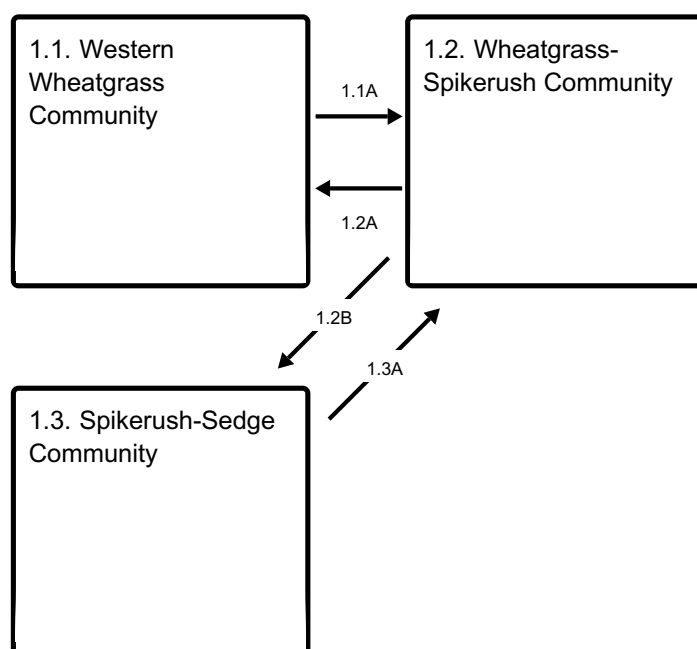 1.1. Western
Wheatgrass
Community
1.1A
1.2. Wheatgrass-
Spikerush Community
1.2A
1.2B
1.3A
1.3. Spikerush-Sedge
Community